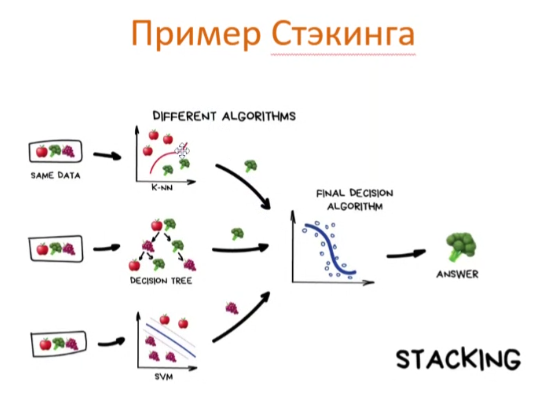 Пример Стэкинга
DIFFERENT ALGORITHMS
SAME DATA
K-NN
FINAL DECISION
ALGORITHM
DECISION TREE
ANSWER
SVM
STACKING